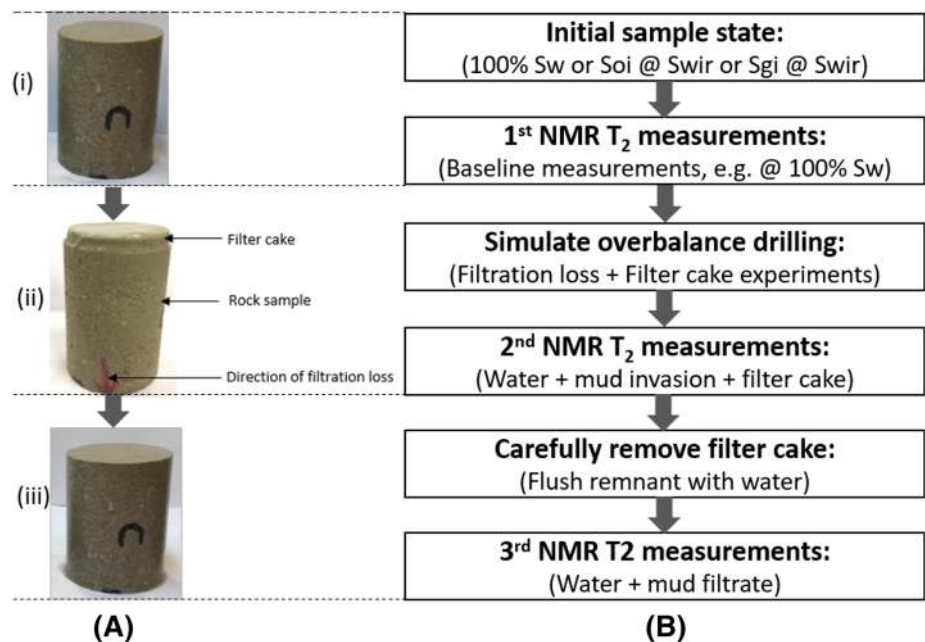 (i)
Filter cake
Rock sample
(ii)
Direction of filtration loss
(iii)
(A)
Initial sample state:
(100% Sw or Soi @ Swir or Sgi @ Swir)
1st NMR T2 measurements:
(Baseline measurements, e.g. @ 100% Sw)
Simulate overbalance drilling:
(Filtration loss + Filter cake experiments)
2nd NMR T2 measurements:
(Water + mud invasion + filter cake)
Carefully remove filter cake:
(Flush remnant with water)
3rd NMR T2 measurements:
(Water + mud filtrate)
(B)